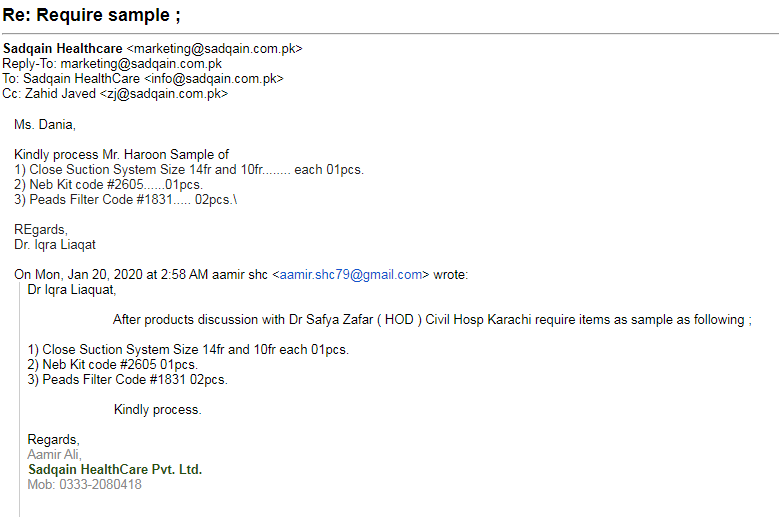 Re: Require sample ;
Sadqain Healthcare <marketing@sadqain.com.pk>
Reply-To: marketing@sadqain.com.pk
To: Sadqain HealthCare <info@sadqain.com.pk>
Cc: Zahid Javed <zj@sadqain.com.pk>
Ms. Dania,
Kindly process Mr. Haroon Sample of
1) Close Suction System Size 14fr and 10fr........ each 01pcs.
2) Neb Kit code #2605......01pcs.
3) Peads Filter Code #1831..... 02pcs.\
REgards,
Dr. Iqra Liaqat
On Mon, Jan 20, 2020 at 2:58 AM aamir shc <aamir.shc79@gmail.com> wrote:
Dr Iqra Liaquat,
After products discussion with Dr Safya Zafar ( HOD ) Civil Hosp Karachi require items as sample as following ;
1) Close Suction System Size 14fr and 10fr each 01pcs.
2) Neb Kit code #2605 01pcs.
3) Peads Filter Code #1831 02pcs.
Kindly process.
Regards,
Aamir Ali,
Sadqain HealthCare Pvt. Ltd.
Mob: 0333-2080418